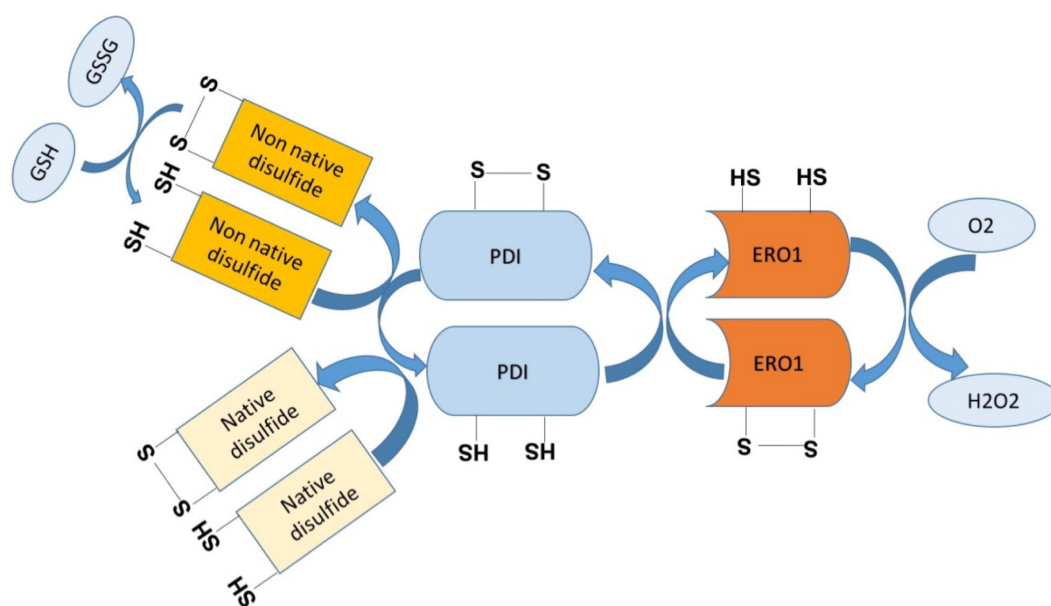 GSSG
GSH
S
S
Non native
disulfide
SH
SH
Non native
disulfide
S
S
PDI
PDI
SH
SH
HS
HS
ERO1
ERO1
S
S
O2
H2O2
Native
disulfide
S
S
Native
disulfide
HS
HS